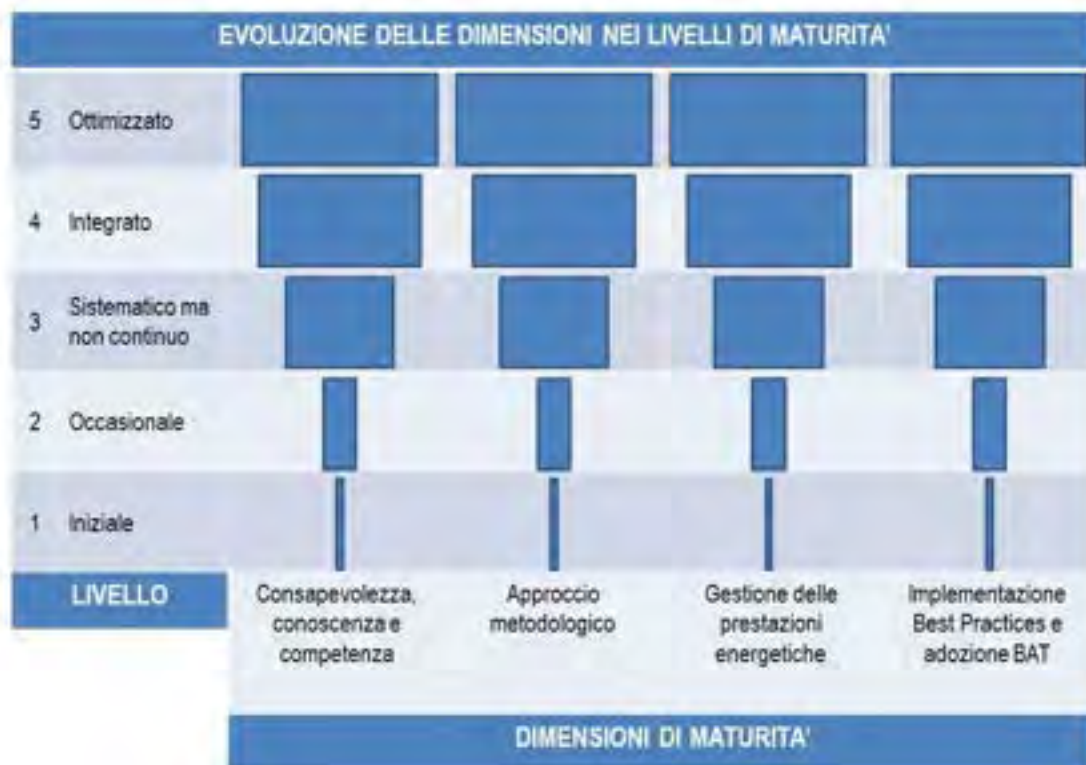 EVOLUZIONE DELLE DIMENSIONI NEI LIVELLI DI MATURITA'
5 Ottimizzato
4 Integrato
3 Sistematico ma
non continuo
2 Occasionale
1 Iniziale
LIVELLO
Consapevolezza,
conoscenza e
competenza
Approccio
metodologico
Gestione delle
prestazioni
energetiche
Implementazione
Best Practices e
adozione BAT
DIMENSIONI DI MATURITA'